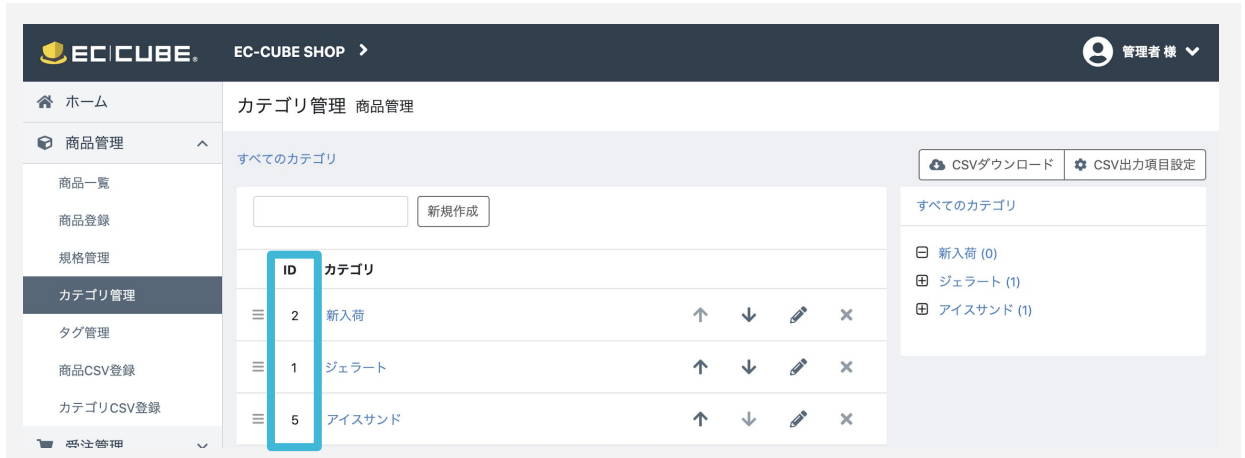 EC CUBE®
EC-CUBE SHOP
管理者 様
ホーム
商品管理
商品一覧
商品登録
規格管理
カテゴリ管理
タグ管理
商品CSV登録
カテゴリCSV登録
受注管理
カテゴリ管理 商品管理
すべてのカテゴリ
CSVダウンロード
CSV出力項目設定
新規作成
ID カテゴリ
2 新入荷
1 ジェラート
5 アイスサンド
すべてのカテゴリ
新入荷 (0)
ジェラート (1)
アイスサンド (1)